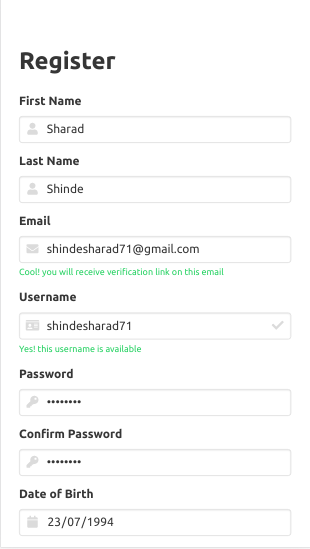 Register
First Name
Sharad
Last Name
Shinde
Email
shindesharad71@gmail.com
Cool! you will receive verification link on this email
Username
shindesharad71
Yes! this username is available
Password
••••••••
Confirm Password
••••••••
Date of Birth
23/07/1994